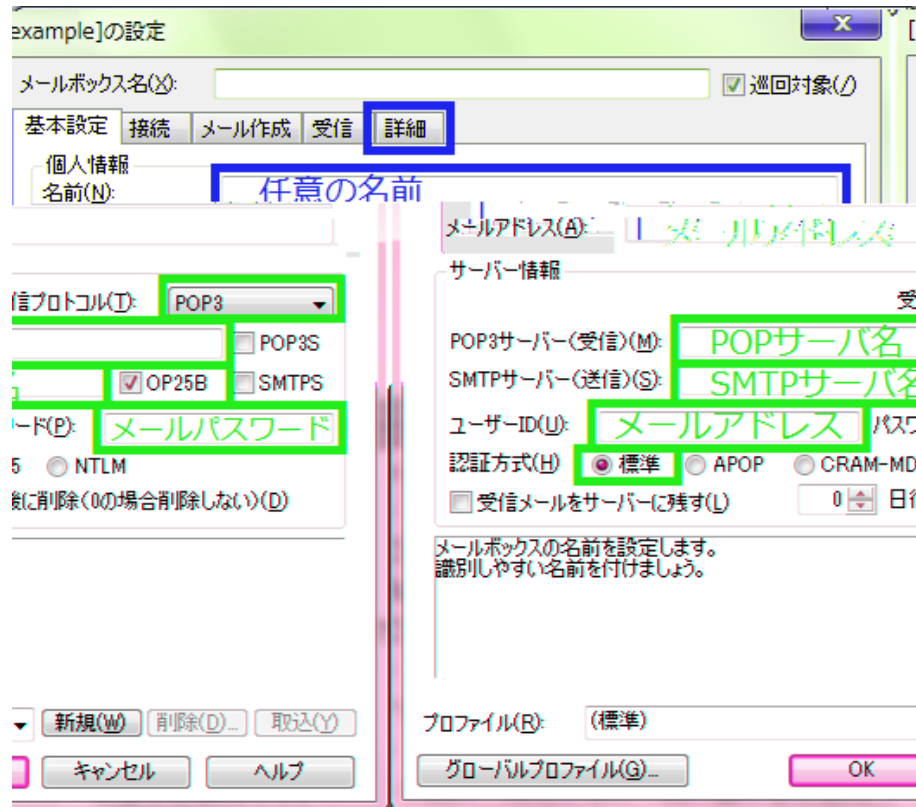 example]の設定
[
メールボックス名(X):
巡回対象(/)
基本設定 接続 メール作成 受信 詳細
個人情報
名前(N): 任意の名前
信プロトコル(T): POP3
POP3S
OP25B SMTPS
ード(P): メールパスワード
5 NTLM
後に削除(0の場合削除しない)(D)
新規(W) 削除(D)... 取込(Y)
キャンセル ヘルプ
メールアドレス(A):
サーバー情報
受
POP3サーバー(受信)(M): POPサーバ名
SMTPサーバー(送信)(S): SMTPサーバ名
ユーザーID(U): メールアドレス パスワ
認証方式(H) 標準 APOP CRAM-MD
受信メールをサーバーに残す(L) 0 日後
メールボックスの名前を設定します。
識別しやすい名前を付けましょう。
プロファイル(R): (標準)
グローバルプロファイル(G)... OK